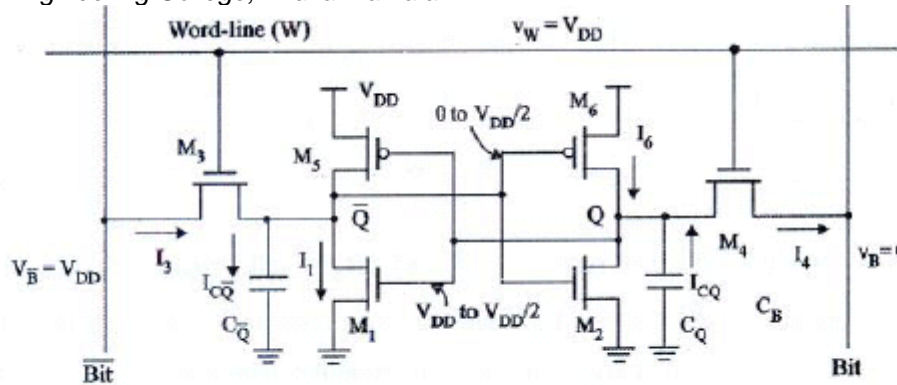 Word-line (W)
v_W = V_DD
V_DD
M_6
0 to V_DD/2
I_6
M_3
M_5
Q̅
Q
M_4
I_3
I_CQ̅
I_1
I_CQ
I_4
V_B̅ = V_DD
C_Q̅
M_1
V_DD to V_DD/2
M_2
C_Q
C_B̅
v_B =
B̅i̅t̅
Bit